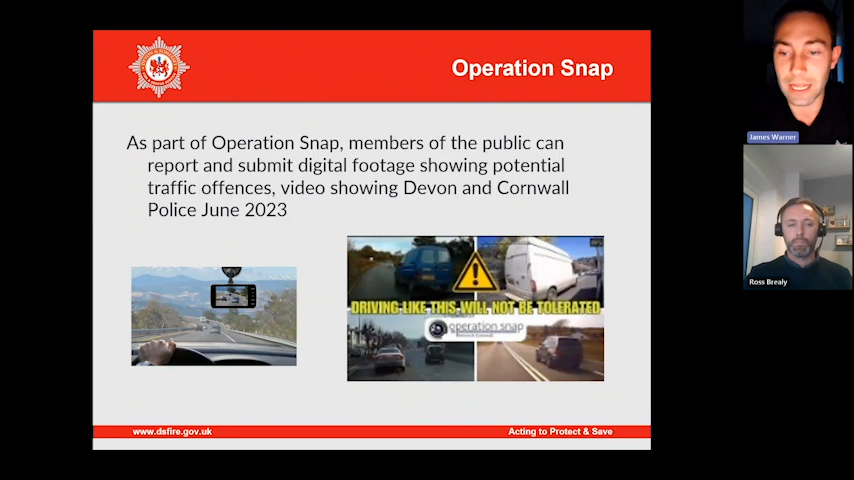 Operation Snap
As part of Operation Snap, members of the public can
report and submit digital footage showing potential
traffic offences, video showing Devon and Cornwall
Police June 2023
DRIVING LIKE THIS WILL NOT BE TOLERATED
operation snap
www.dsfire.gov.uk
Acting to Protect & Save
James Warner
Ross Brealy